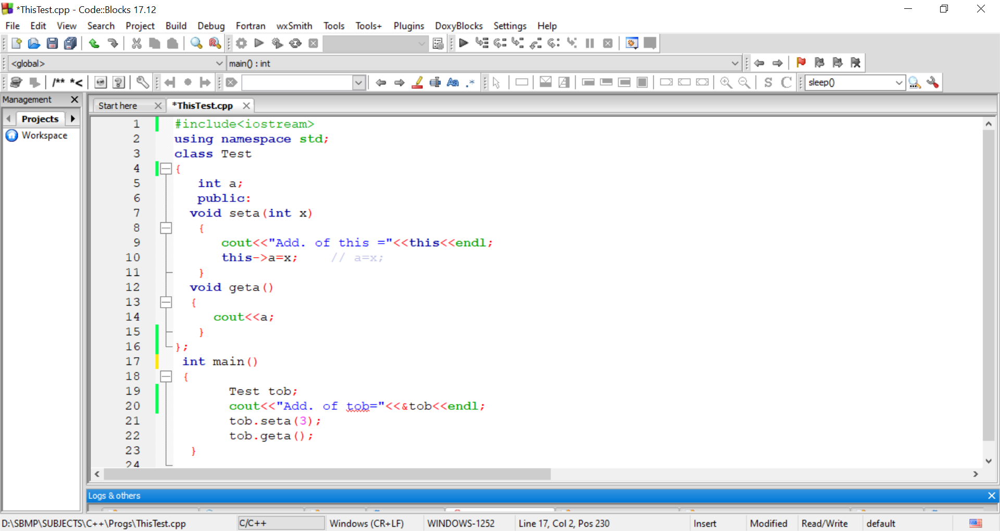 *ThisTest.cpp - Code::Blocks 17.12
File Edit View Search Project Build Debug Fortran wxSmith Tools Tools+ Plugins DoxyBlocks Settings Help
<global> main() : int
/** *< Aa .* S C sleep()
Management
Start here *ThisTest.cpp
Projects
Workspace
1 #include<iostream>
2 using namespace std;
3 class Test
4 {
5 int a;
6 public:
7 void seta(int x)
8 {
9 cout<<"Add. of this ="<<this<<endl;
10 this->a=x; // a=x;
11 }
12 void geta()
13 {
14 cout<<a;
15 }
16 };
17 int main()
18 {
19 Test tob;
20 cout<<"Add. of tob="<<&tob<<endl;
21 tob.seta(3);
22 tob.geta();
23 }
24
Logs & others
D:\SBMP\SUBJECTS\C++\Progs\ThisTest.cpp C/C++ Windows (CR+LF) WINDOWS-1252 Line 17, Col 2, Pos 230 Insert Modified Read/Write default